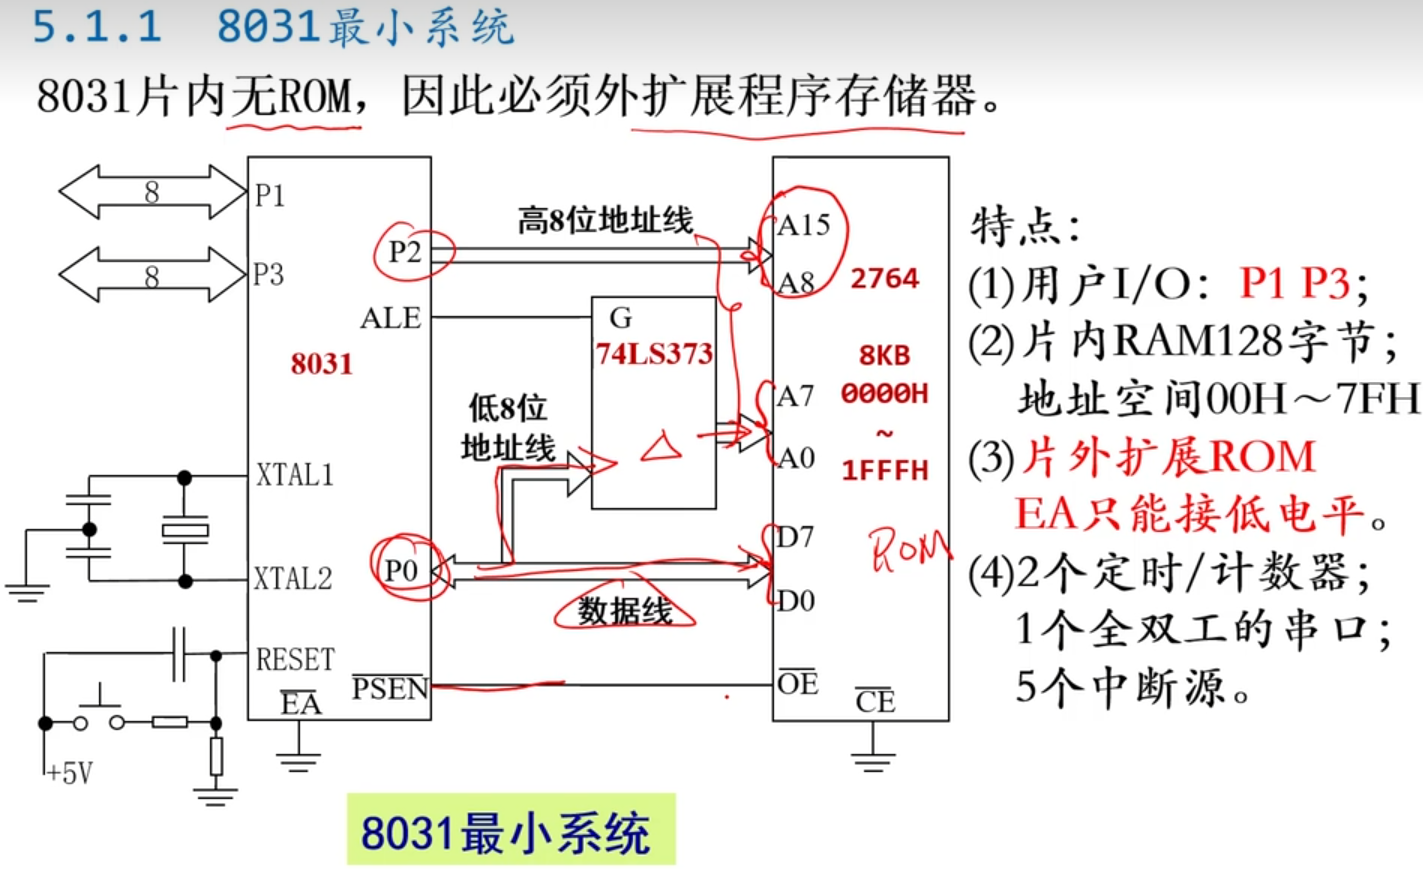 5.1.1 8031最小系统
8031片内无ROM，因此必须外扩展程序存储器。
8
P1
8
P3
P2
高8位地址线
A15
A8
2764
ALE
G
74LS373
8031
8KB
0000H
~
1FFFH
低8位
地址线
A7
A0
XTAL1
XTAL2
P0
数据线
D7
D0
ROM
RESET
EA
PSEN
OE
CE
+5V
8031最小系统
特点：
(1)用户I/O：P1 P3；
(2)片内RAM128字节；
地址空间00H～7FH
(3)片外扩展ROM
EA只能接低电平。
(4)2个定时/计数器；
1个全双工的串口；
5个中断源。